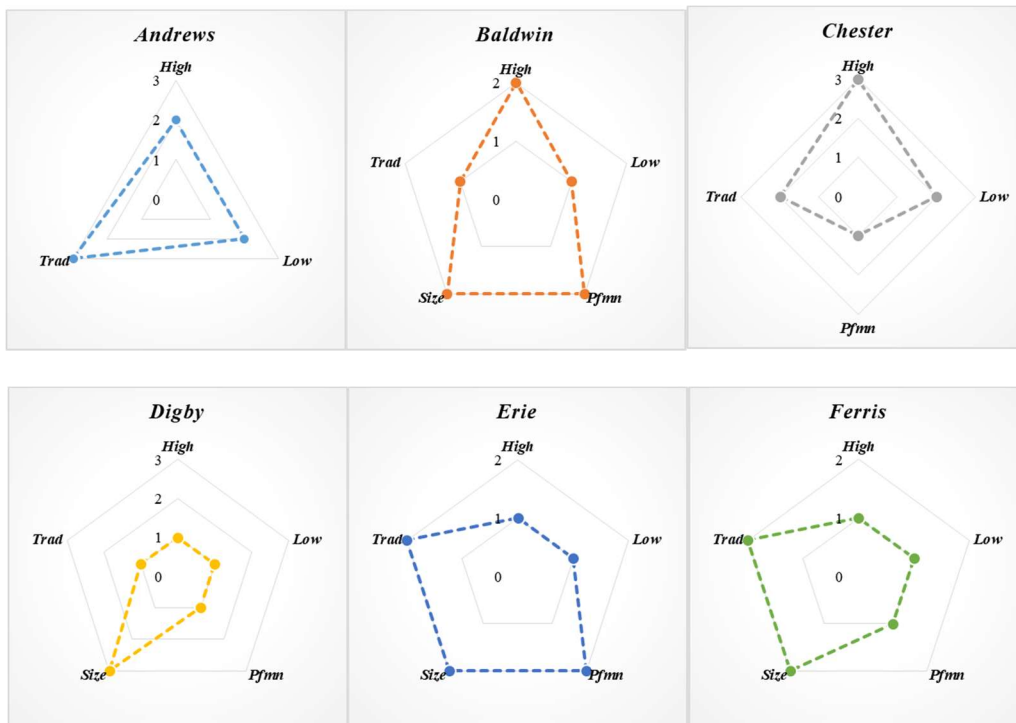 Andrews
High
3
2
1
0
Trad
Low
Baldwin
High
2
1
Trad
Low
0
Size
Pfmn
Chester
High
3
2
1
Trad
0
Low
Pfmn
Digby
High
3
2
Trad
Low
1
0
Size
Pfmn
Erie
High
2
1
Trad
Low
0
Size
Pfmn
Ferris
High
2
1
Trad
Low
0
Size
Pfmn